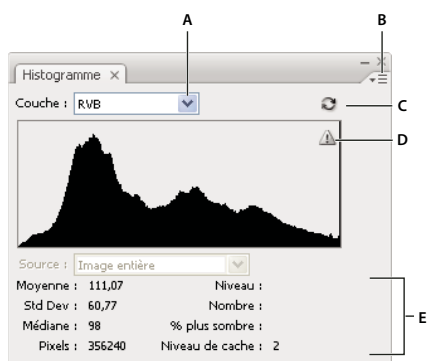 A
B
Histogramme ×
Couche : RVB
C
D
Source : Image entière
Moyenne : 111,07 Niveau :
Std Dev : 60,77 Nombre :
E
Médiane : 98 % plus sombre :
Pixels : 356240 Niveau de cache : 2